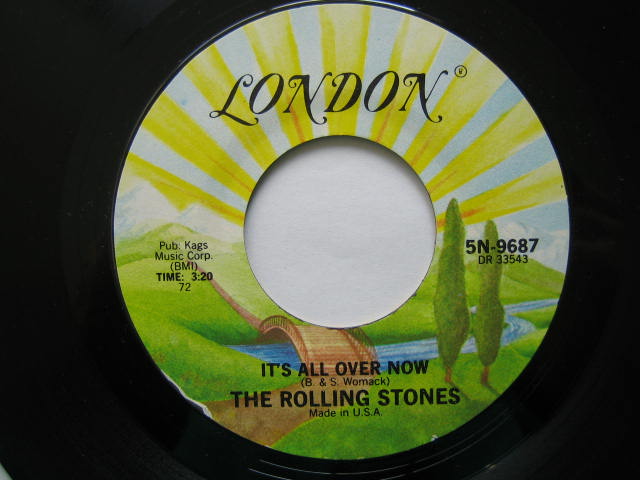 LONDON®
Pub: Kags
Music Corp.
(BMI)
TIME: 3:20
72
5N-9687
DR 33543
IT'S ALL OVER NOW
(B. & S. Womack)
THE ROLLING STONES
Made in U.S.A.